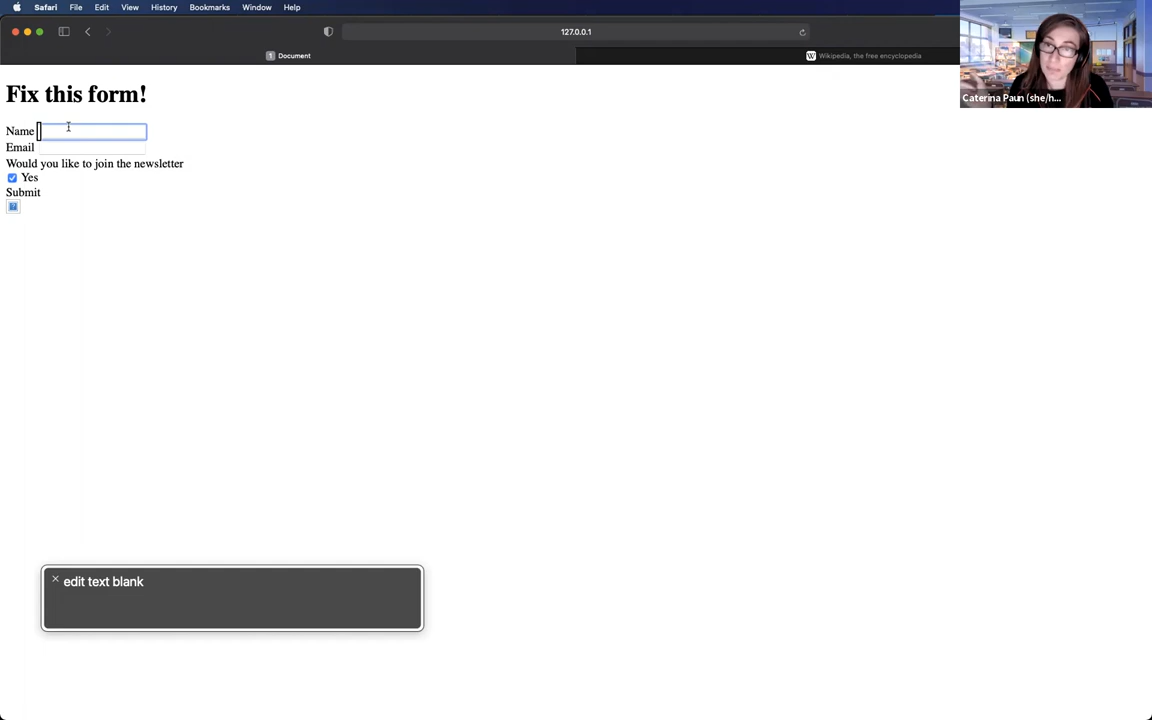 Safari File Edit View History Bookmarks Window Help
127.0.0.1
1 Document
W Wikipedia, the free encyclopedia
Caterina Paun (she/h...
Fix this form!
Name
Email
Would you like to join the newsletter
Yes
Submit
?
× edit text blank